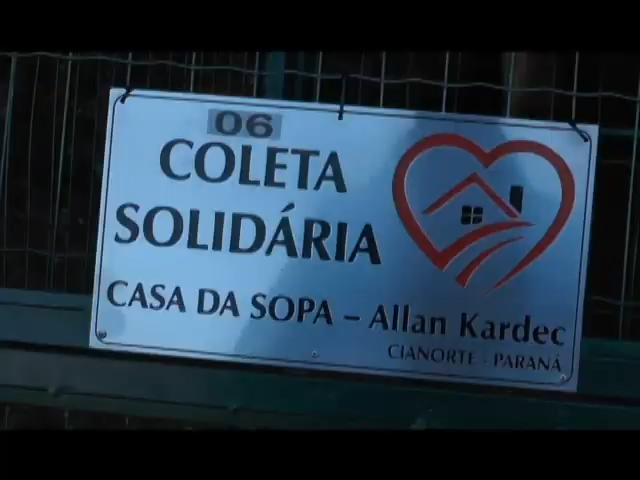 06
COLETA
SOLIDÁRIA
CASA DA SOPA – Allan Kardec
CIANORTE - PARANÁ